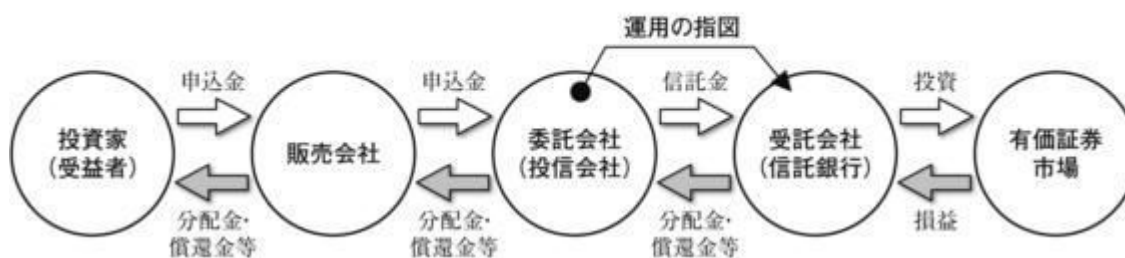 運用の指図
申込金
申込金
信託金
投資
投資家
(受益者)
販売会社
委託会社
(投信会社)
受託会社
(信託銀行)
有価証券
市場
分配金・
償還金等
分配金・
償還金等
分配金・
償還金等
損益